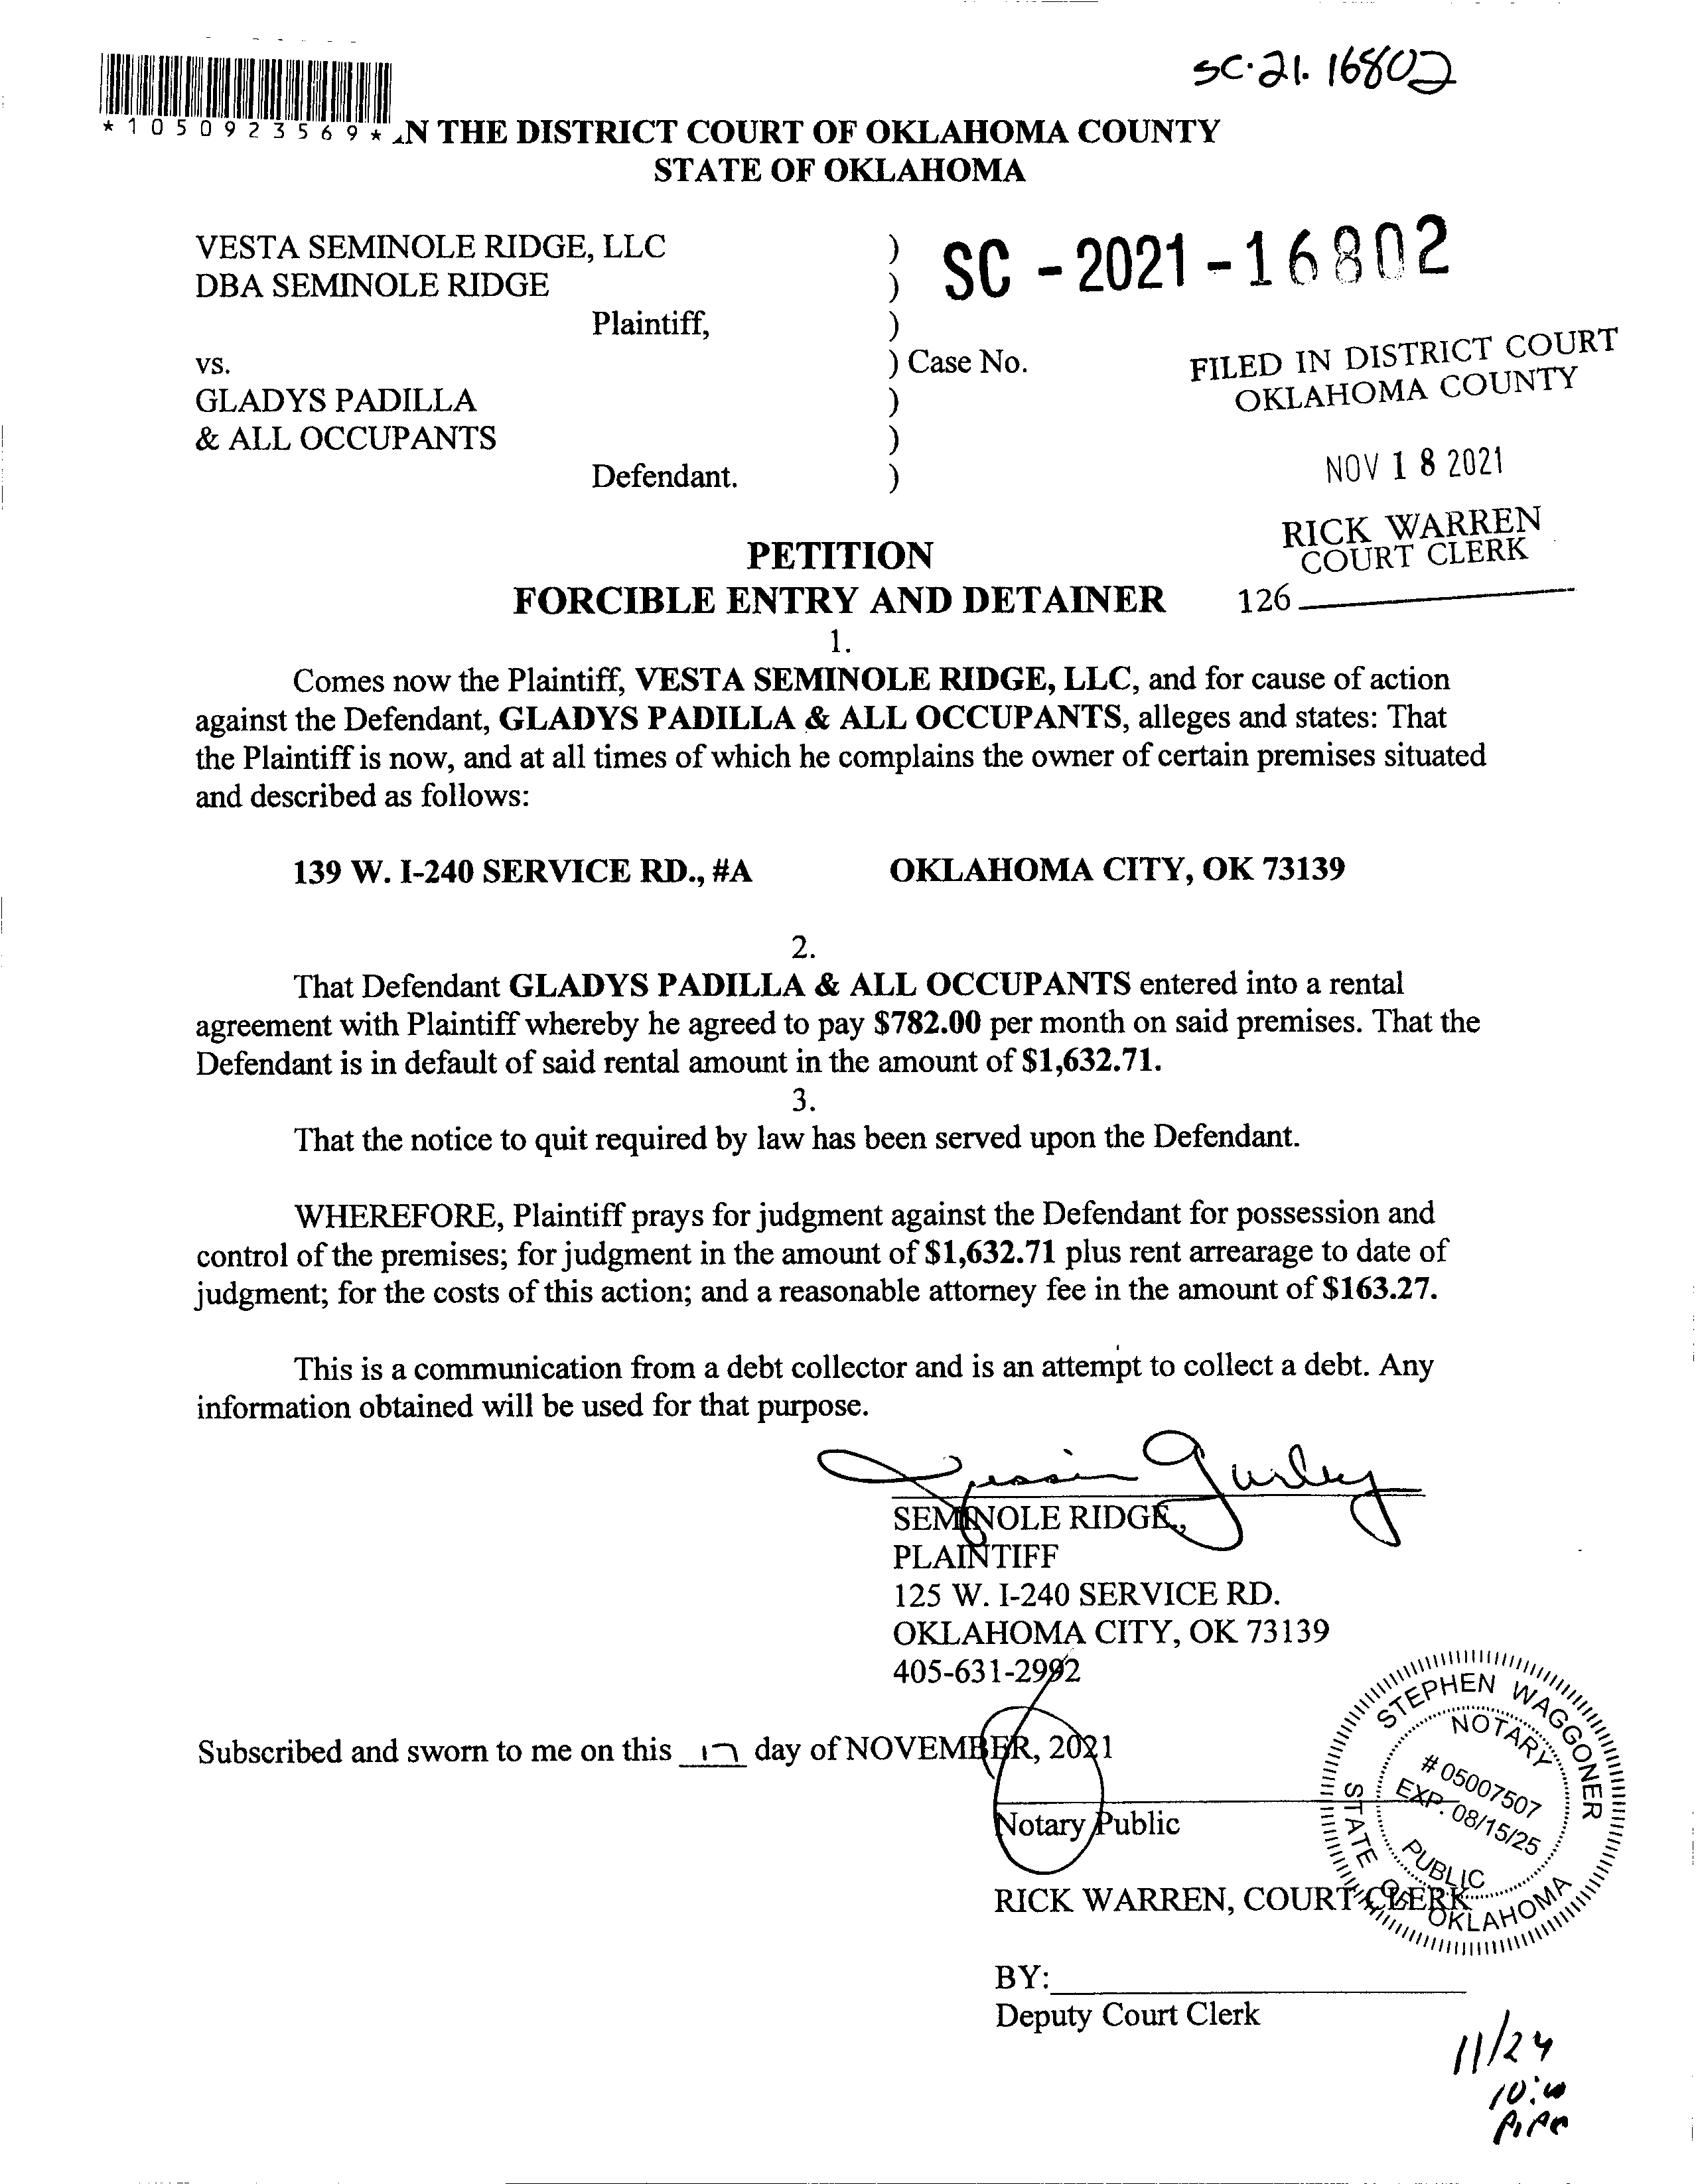 SC-21-16802
*1050923569* IN THE DISTRICT COURT OF OKLAHOMA COUNTY
STATE OF OKLAHOMA
VESTA SEMINOLE RIDGE, LLC )
DBA SEMINOLE RIDGE )
Plaintiff, )
vs. ) Case No.
GLADYS PADILLA )
& ALL OCCUPANTS )
Defendant. )
SC - 2021 - 16802
FILED IN DISTRICT COURT
OKLAHOMA COUNTY
NOV 18 2021
RICK WARREN
COURT CLERK
126
PETITION
FORCIBLE ENTRY AND DETAINER
1.
Comes now the Plaintiff, VESTA SEMINOLE RIDGE, LLC, and for cause of action
against the Defendant, GLADYS PADILLA & ALL OCCUPANTS, alleges and states: That
the Plaintiff is now, and at all times of which he complains the owner of certain premises situated
and described as follows:
139 W. I-240 SERVICE RD., #A OKLAHOMA CITY, OK 73139
2.
That Defendant GLADYS PADILLA & ALL OCCUPANTS entered into a rental
agreement with Plaintiff whereby he agreed to pay $782.00 per month on said premises. That the
Defendant is in default of said rental amount in the amount of $1,632.71.
3.
That the notice to quit required by law has been served upon the Defendant.
WHEREFORE, Plaintiff prays for judgment against the Defendant for possession and
control of the premises; for judgment in the amount of $1,632.71 plus rent arrearage to date of
judgment; for the costs of this action; and a reasonable attorney fee in the amount of $163.27.
This is a communication from a debt collector and is an attempt to collect a debt. Any
information obtained will be used for that purpose.
Gurley
SEMINOLE RIDGE,
PLAINTIFF
125 W. I-240 SERVICE RD.
OKLAHOMA CITY, OK 73139
405-631-2992
Subscribed and sworn to me on this 17 day of NOVEMBER, 2021
Notary Public
STEPHEN WAGGONER
NOTARY
# 05007507
EXP. 08/15/25
PUBLIC
STATE OF OKLAHOMA
RICK WARREN, COURT CLERK
BY:
Deputy Court Clerk
11/24